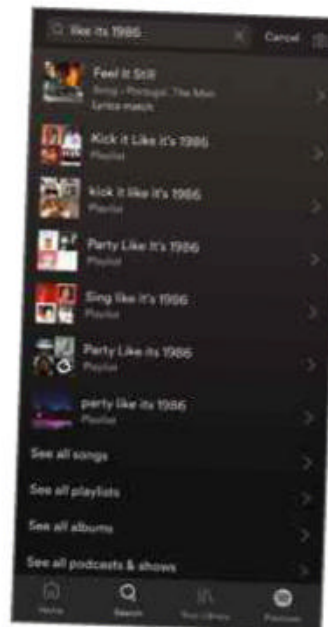 like its 1986
Cancel
Feel It Still
Song • Portugal. The Man
Lyrics match
Kick it Like it's 1986
Playlist
kick it like it's 1986
Playlist
Party Like It's 1986
Playlist
Sing like it's 1986
Playlist
Party Like its 1986
Playlist
party like its 1986
Playlist
See all songs
See all playlists
See all albums
See all podcasts & shows
Home
Search
Your Library
Premium